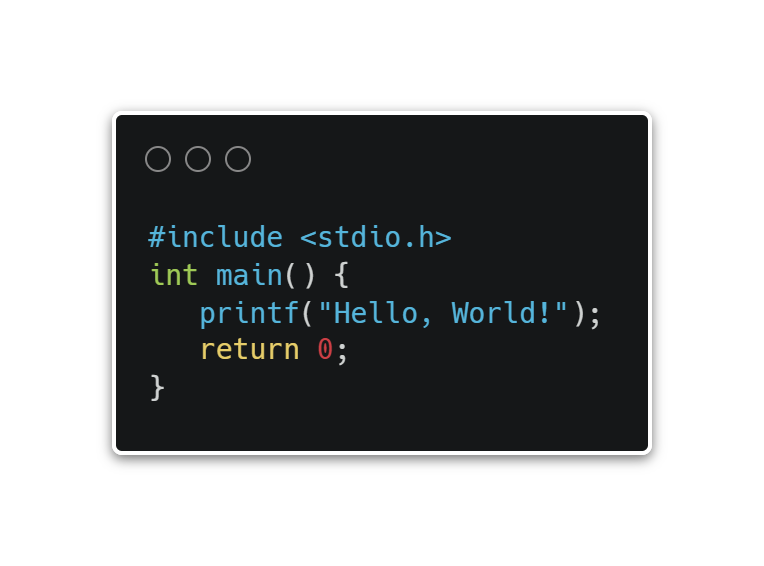 #include <stdio.h>
int main() {
   printf("Hello, World!");
   return 0;
}